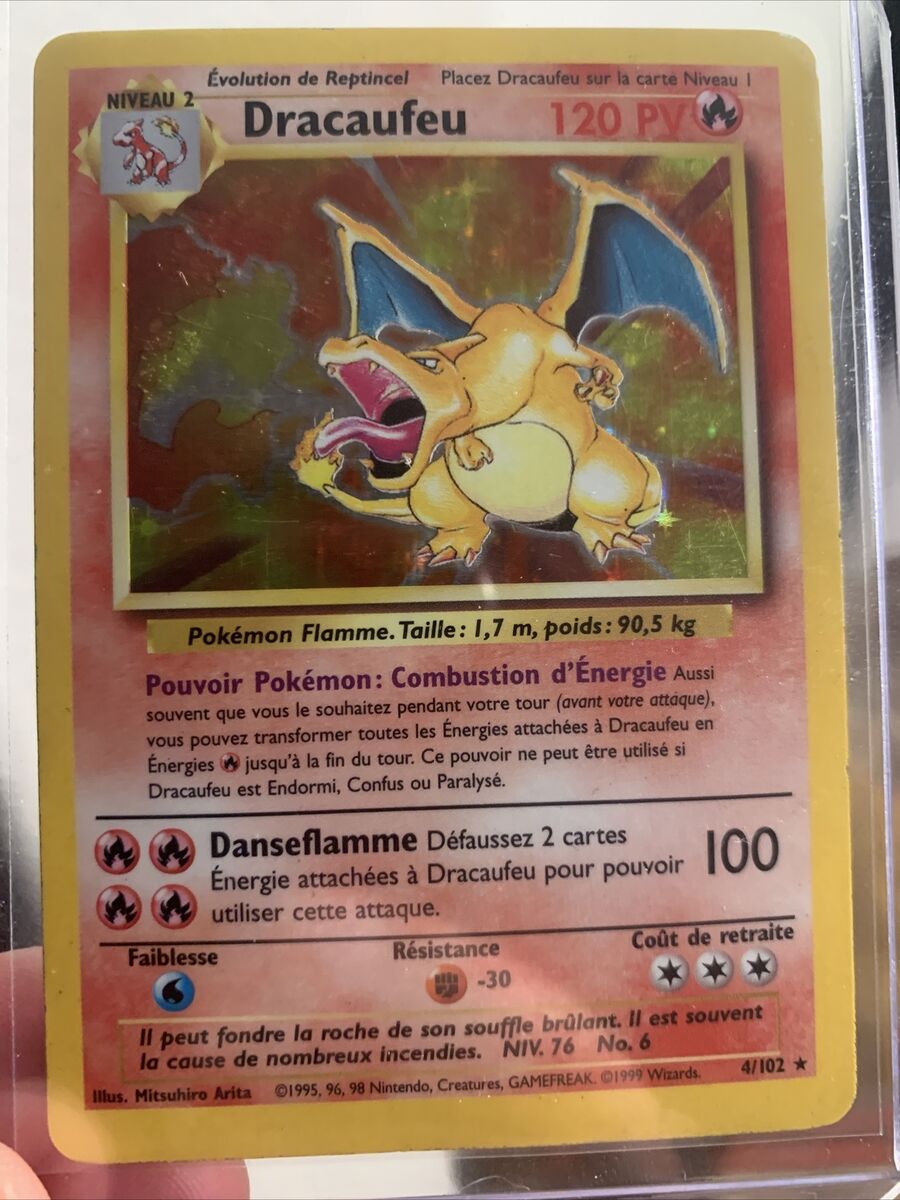 Évolution de Reptincel Placez Dracaufeu sur la carte Niveau 1
NIVEAU 2
Dracaufeu 120 PV
Pokémon Flamme. Taille: 1,7 m, poids: 90,5 kg
Pouvoir Pokémon: Combustion d'Énergie Aussi
souvent que vous le souhaitez pendant votre tour (avant votre attaque),
vous pouvez transformer toutes les Énergies attachées à Dracaufeu en
Énergies jusqu'à la fin du tour. Ce pouvoir ne peut être utilisé si
Dracaufeu est Endormi, Confus ou Paralysé.
Danseflamme Défaussez 2 cartes
Énergie attachées à Dracaufeu pour pouvoir
utiliser cette attaque.
100
Faiblesse
Résistance
-30
Coût de retraite
Il peut fondre la roche de son souffle brûlant. Il est souvent
la cause de nombreux incendies. NIV. 76 No. 6
Illus. Mitsuhiro Arita ©1995, 96, 98 Nintendo, Creatures, GAMEFREAK. ©1999 Wizards. 4/102 ★